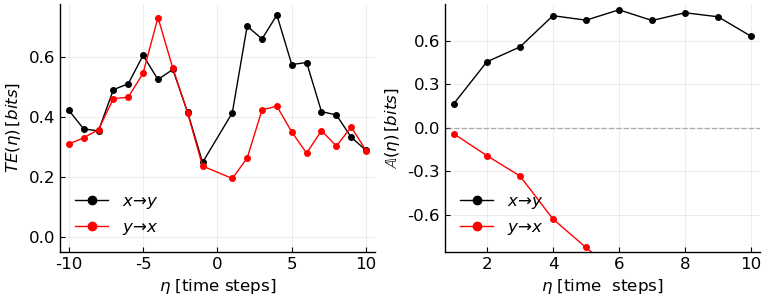 TE(η) [bits]
0.6
0.4
0.2
0.0
x→y
y→x
-10 -5 0 5 10
η [time steps]
𝔸(η) [bits]
0.6
0.3
0.0
-0.3
-0.6
x→y
y→x
2 4 6 8 10
η [time steps]